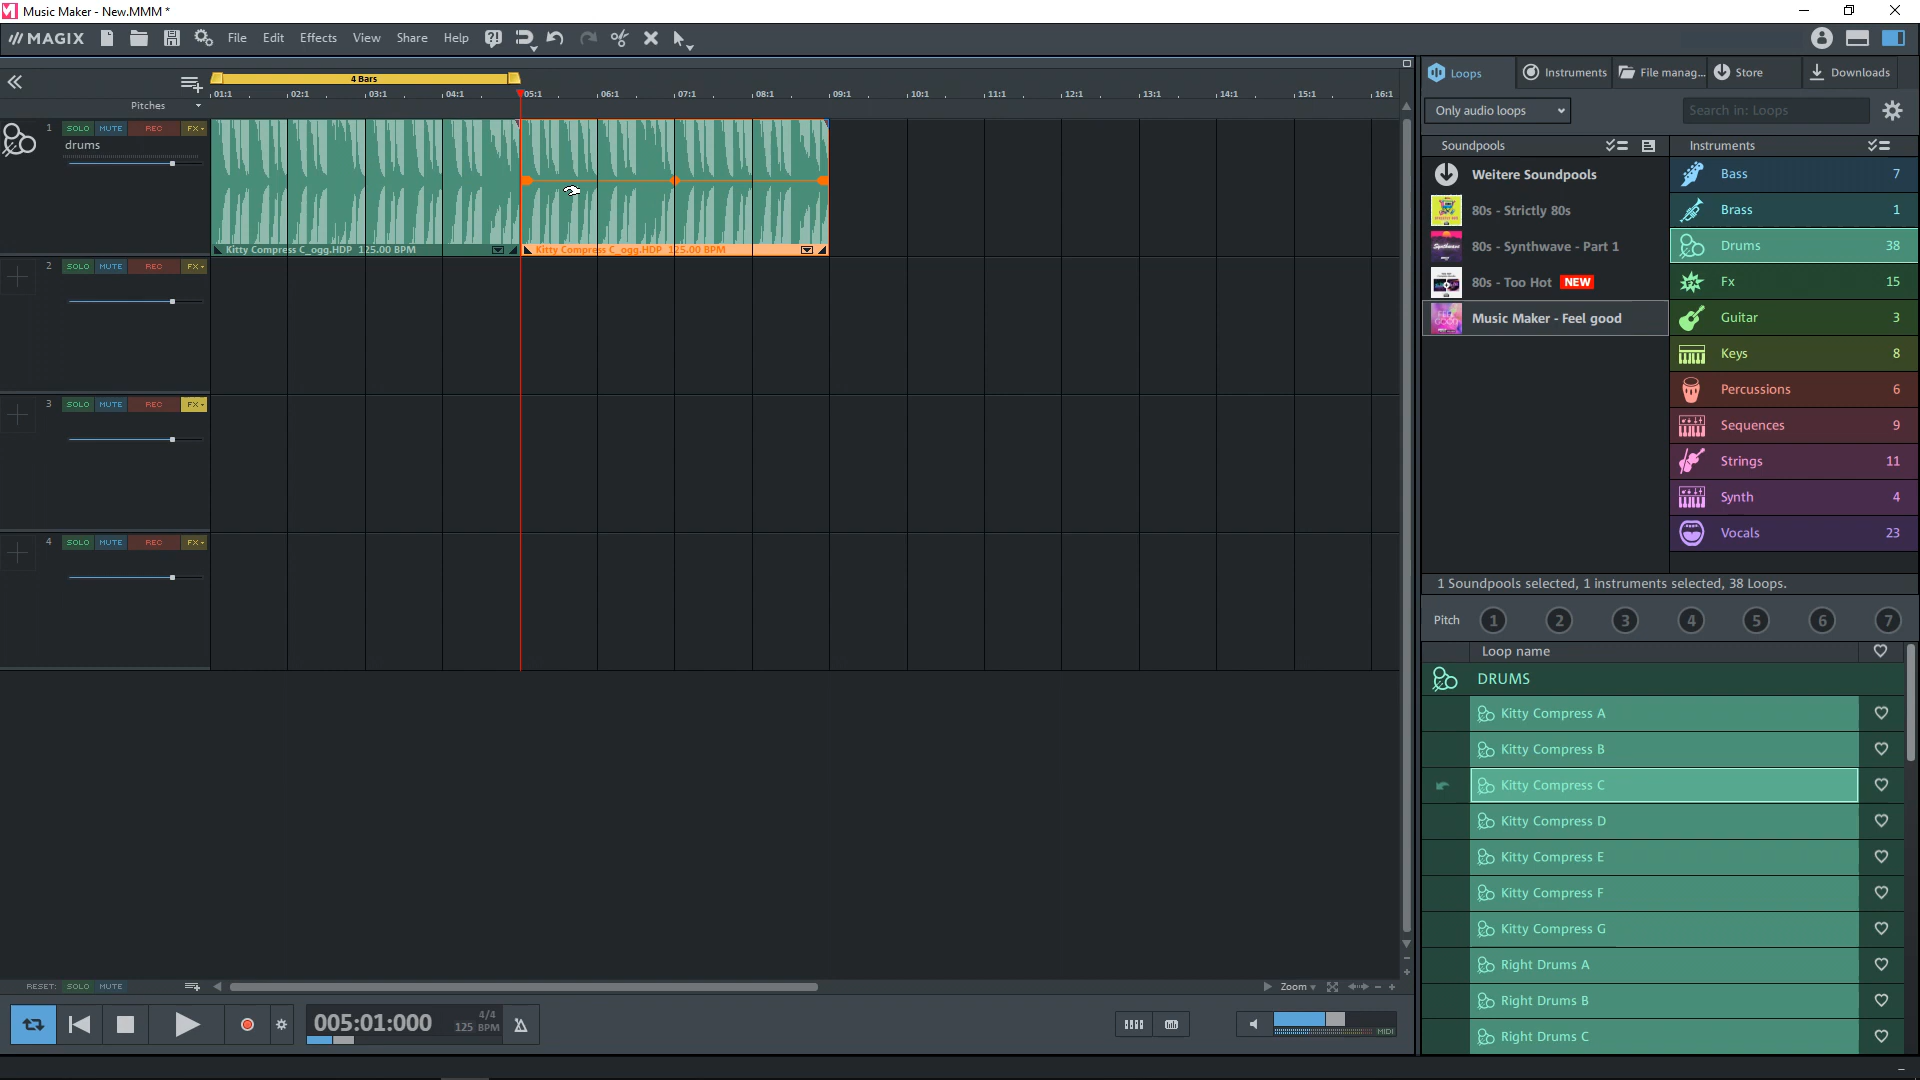 Music Maker - New.MMM *
MAGIX File Edit Effects View Share Help
4 Bars
01:1 02:1 03:1 04:1 05:1 06:1 07:1 08:1 09:1 10:1 11:1 12:1 13:1 14:1 15:1 16:1
Pitches
1 SOLO MUTE REC FX
drums
Kitty Compress C_ogg.HDP 125.00 BPM
Kitty Compress C_ogg.HDP 125.00 BPM
2 SOLO MUTE REC FX
3 SOLO MUTE REC FX
4 SOLO MUTE REC FX
RESET: SOLO MUTE
Zoom
005:01:000
4/4
125 BPM
MIDI
Loops Instruments File manag... Store Downloads
Only audio loops
Search in: Loops
Soundpools
Weitere Soundpools
80s - Strictly 80s
80s - Synthwave - Part 1
80s - Too Hot NEW
Music Maker - Feel good
Instruments
Bass 7
Brass 1
Drums 38
Fx 15
Guitar 3
Keys 8
Percussions 6
Sequences 9
Strings 11
Synth 4
Vocals 23
1 Soundpools selected, 1 instruments selected, 38 Loops.
Pitch 1 2 3 4 5 6 7
Loop name
DRUMS
Kitty Compress A
Kitty Compress B
Kitty Compress C
Kitty Compress D
Kitty Compress E
Kitty Compress F
Kitty Compress G
Right Drums A
Right Drums B
Right Drums C